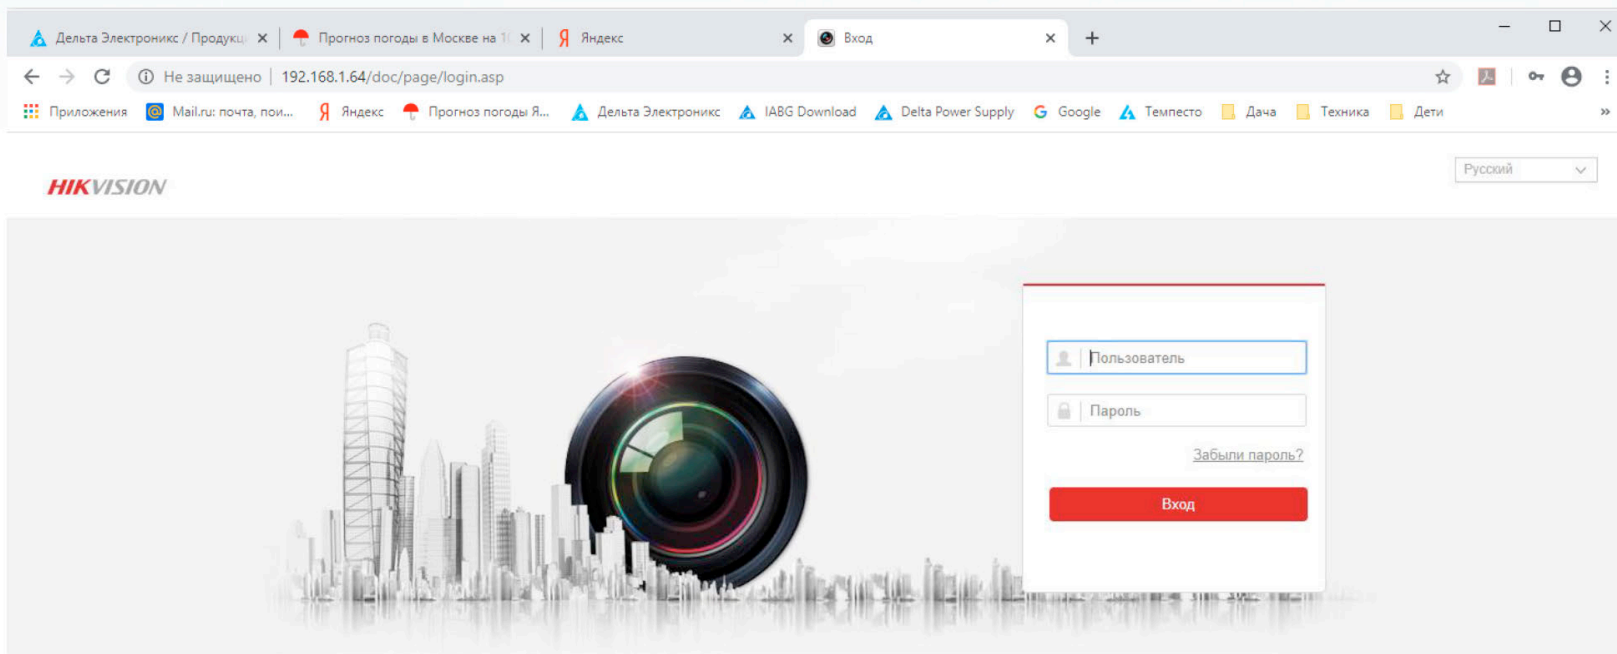 Дельта Электроникс / Продукц
Прогноз погоды в Москве на 10
Яндекс
Вход
Не защищено | 192.168.1.64/doc/page/login.asp
Приложения
Mail.ru: почта, пои...
Яндекс
Прогноз погоды Я...
Дельта Электроникс
IABG Download
Delta Power Supply
Google
Темпесто
Дача
Техника
Дети
Русский
HIKVISION
Пользователь
Пароль
Забыли пароль?
Вход